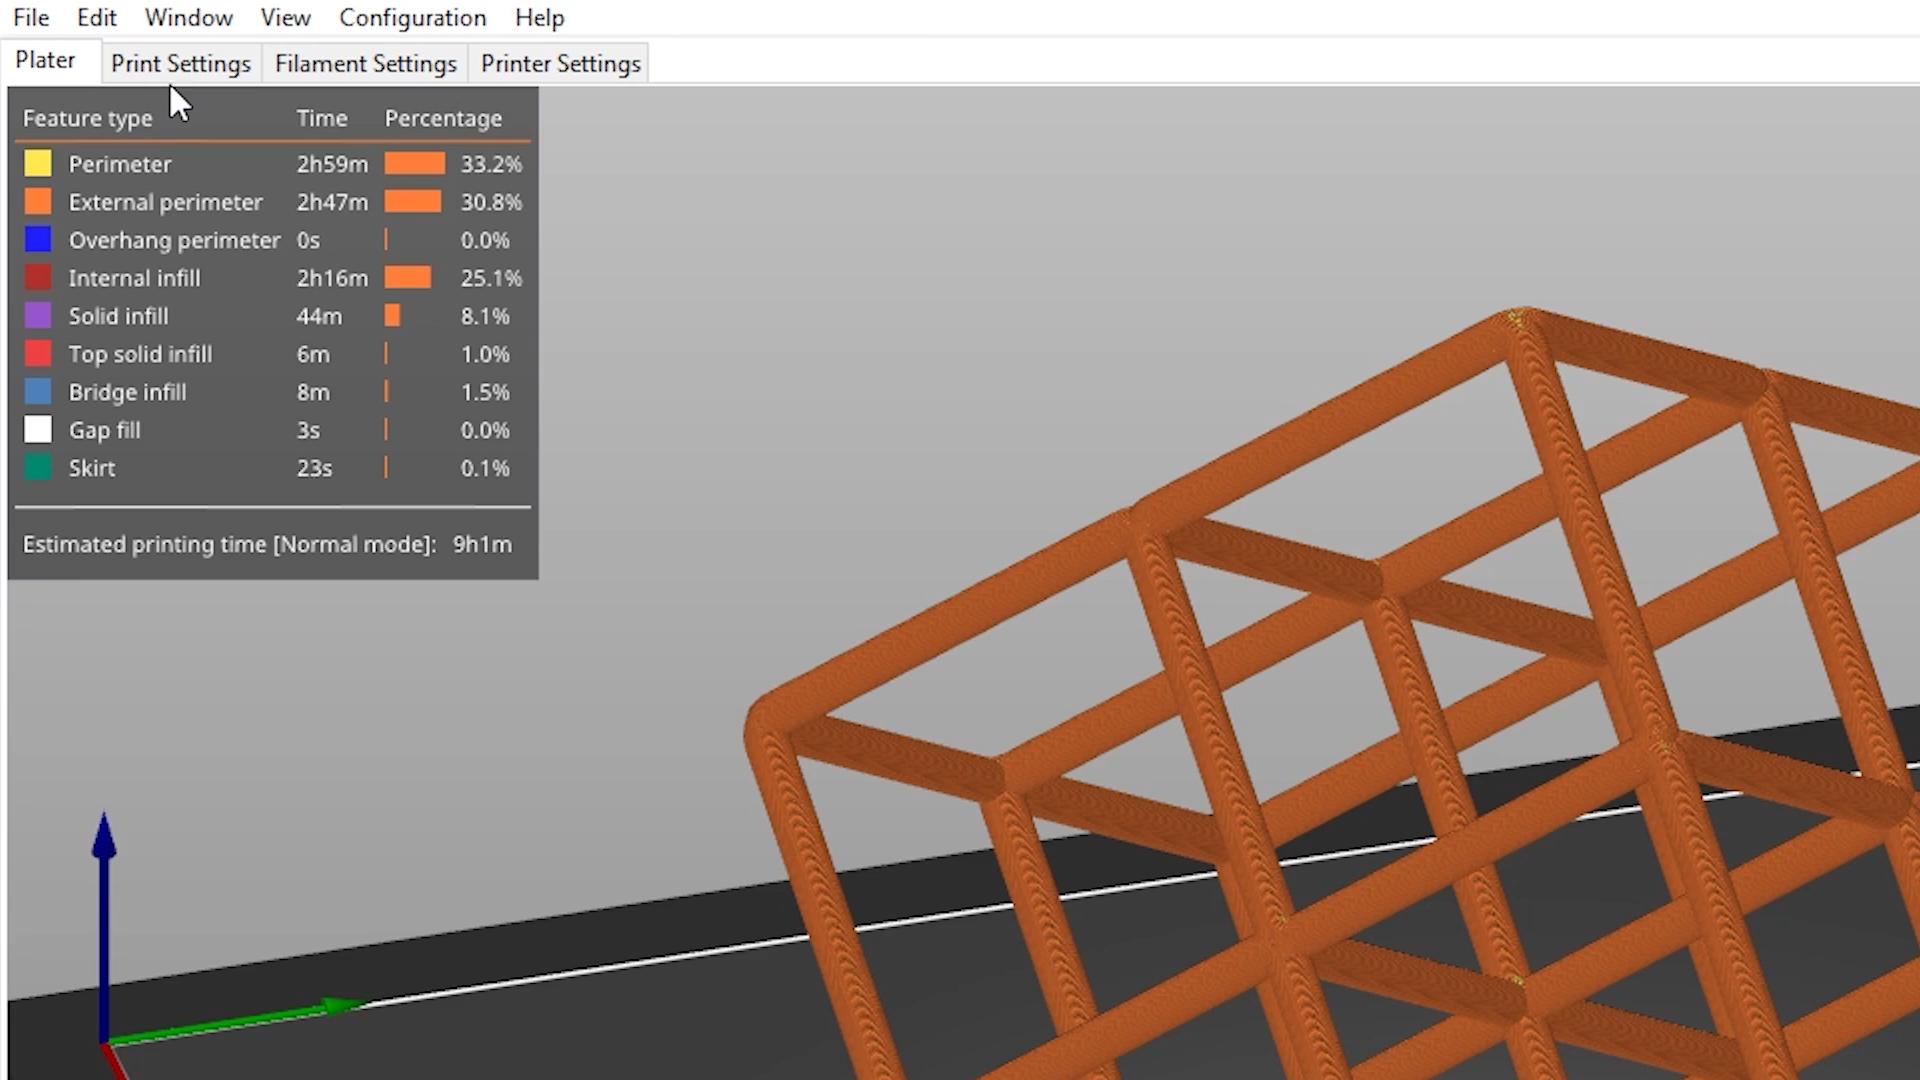 File Edit Window View Configuration Help
Plater Print Settings Filament Settings Printer Settings
Feature type Time Percentage
Perimeter 2h59m 33.2%
External perimeter 2h47m 30.8%
Overhang perimeter 0s 0.0%
Internal infill 2h16m 25.1%
Solid infill 44m 8.1%
Top solid infill 6m 1.0%
Bridge infill 8m 1.5%
Gap fill 3s 0.0%
Skirt 23s 0.1%
Estimated printing time [Normal mode]: 9h1m